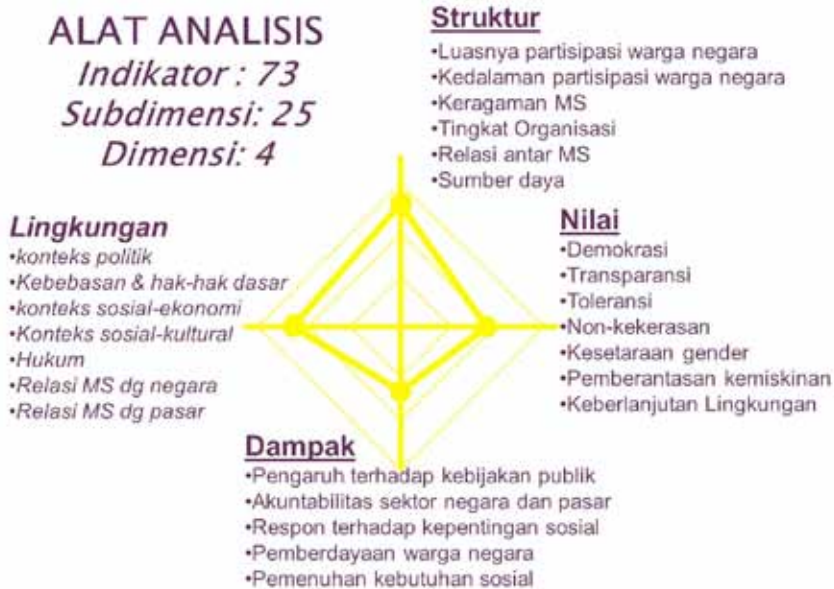 ALAT ANALISIS
Indikator : 73
Subdimensi: 25
Dimensi: 4
Struktur
•Luasnya partisipasi warga negara
•Kedalaman partisipasi warga negara
•Keragaman MS
•Tingkat Organisasi
•Relasi antar MS
•Sumber daya
Lingkungan
•konteks politik
•Kebebasan & hak-hak dasar
•konteks sosial-ekonomi
•Konteks sosial-kultural
•Hukum
•Relasi MS dg negara
•Relasi MS dg pasar
Nilai
•Demokrasi
•Transparansi
•Toleransi
•Non-kekerasan
•Kesetaraan gender
•Pemberantasan kemiskinan
•Keberlanjutan Lingkungan
Dampak
•Pengaruh terhadap kebijakan publik
•Akuntabilitas sektor negara dan pasar
•Respon terhadap kepentingan sosial
•Pemberdayaan warga negara
•Pemenuhan kebutuhan sosial